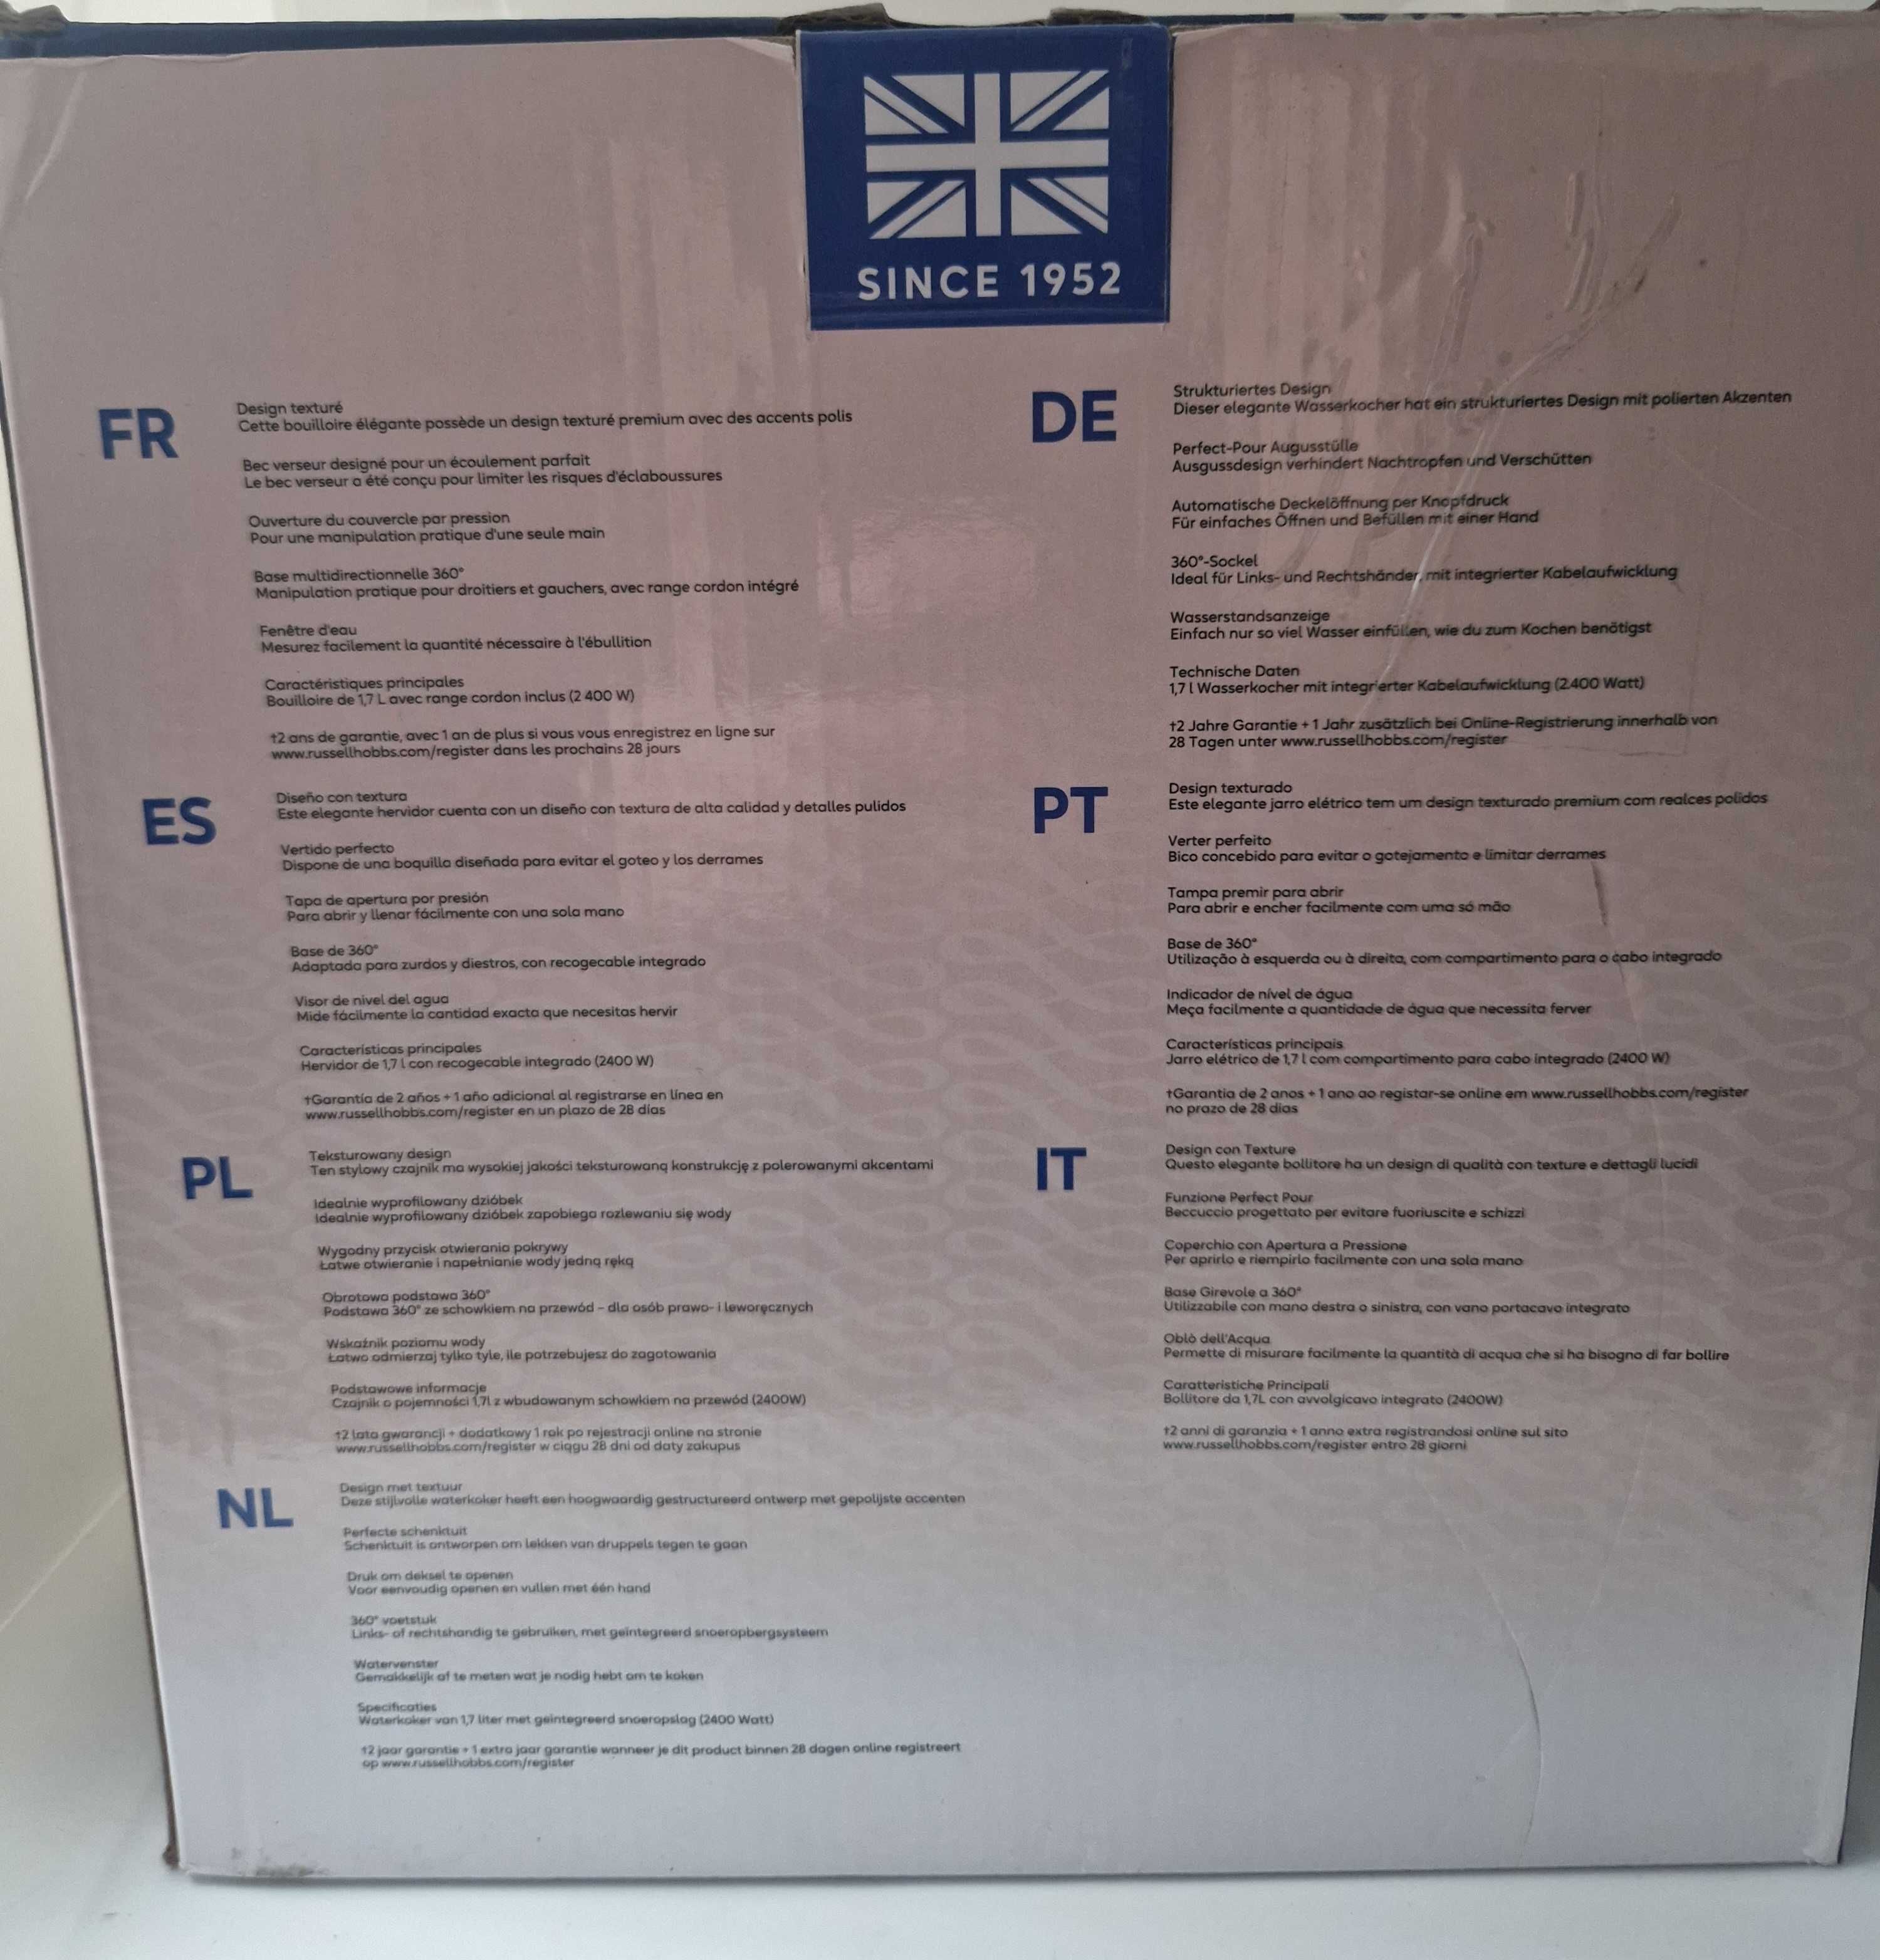 SINCE 1952
FR
Design texturé
Cette bouilloire élégante possède un design texturé premium avec des accents polis
Bec verseur designé pour un écoulement parfait
Le bec verseur a été conçu pour limiter les risques d'éclaboussures
Ouverture du couvercle par pression
Pour une manipulation pratique d'une seule main
Base multidirectionnelle 360°
Manipulation pratique pour droitiers et gauchers, avec range cordon intégré
Fenêtre d'eau
Mesurez facilement la quantité nécessaire à l'ébullition
Caractéristiques principales
Bouilloire de 1,7 L avec range cordon inclus (2 400 W)
†2 ans de garantie, avec 1 an de plus si vous vous enregistrez en ligne sur
www.russellhobbs.com/register dans les prochains 28 jours
DE
Strukturiertes Design
Dieser elegante Wasserkocher hat ein strukturiertes Design mit polierten Akzenten
Perfect-Pour Augusstülle
Ausgussdesign verhindert Nachtropfen und Verschütten
Automatische Deckelöffnung per Knopfdruck
Für einfaches Öffnen und Befüllen mit einer Hand
360°-Sockel
Ideal für Links- und Rechtshänder, mit integrierter Kabelaufwicklung
Wasserstandsanzeige
Einfach nur so viel Wasser einfüllen, wie du zum Kochen benötigst
Technische Daten
1,7 l Wasserkocher mit integrierter Kabelaufwicklung (2.400 Watt)
†2 Jahre Garantie + 1 Jahr zusätzlich bei Online-Registrierung innerhalb von
28 Tagen unter www.russellhobbs.com/register
ES
Diseño con textura
Este elegante hervidor cuenta con un diseño con textura de alta calidad y detalles pulidos
Vertido perfecto
Dispone de una boquilla diseñada para evitar el goteo y los derrames
Tapa de apertura por presión
Para abrir y llenar fácilmente con una sola mano
Base de 360°
Adaptada para zurdos y diestros, con recogecable integrado
Visor de nivel del agua
Mide fácilmente la cantidad exacta que necesitas hervir
Características principales
Hervidor de 1,7 l con recogecable integrado (2400 W)
†Garantía de 2 años + 1 año adicional al registrarse en línea en
www.russellhobbs.com/register en un plazo de 28 días
PT
Design texturado
Este elegante jarro elétrico tem um design texturado premium com realces polidos
Verter perfeito
Bico concebido para evitar o gotejamento e limitar derrames
Tampa premir para abrir
Para abrir e encher facilmente com uma só mão
Base de 360°
Utilização à esquerda ou à direita, com compartimento para o cabo integrado
Indicador de nível de água
Meça facilmente a quantidade de água que necessita ferver
Características principais
Jarro elétrico de 1,7 l com compartimento para cabo integrado (2400 W)
†Garantia de 2 anos + 1 ano ao registar-se online em www.russellhobbs.com/register
no prazo de 28 dias
PL
Teksturowany design
Ten stylowy czajnik ma wysokiej jakości teksturowaną konstrukcję z polerowanymi akcentami
Idealnie wyprofilowany dzióbek
Idealnie wyprofilowany dzióbek zapobiega rozlewaniu się wody
Wygodny przycisk otwierania pokrywy
Łatwe otwieranie i napełnianie wody jedną ręką
Obrotowa podstawa 360°
Podstawa 360° ze schowkiem na przewód – dla osób prawo- i leworęcznych
Wskaźnik poziomu wody
Łatwo odmierzaj tylko tyle, ile potrzebujesz do zagotowania
Podstawowe informacje
Czajnik o pojemności 1,7l z wbudowanym schowkiem na przewód (2400W)
†2 lata gwarancji + dodatkowy 1 rok po rejestracji online na stronie
www.russellhobbs.com/register w ciągu 28 dni od daty zakupus
IT
Design con Texture
Questo elegante bollitore ha un design di qualità con texture e dettagli lucidi
Funzione Perfect Pour
Beccuccio progettato per evitare fuoriuscite e schizzi
Coperchio con Apertura a Pressione
Per aprirlo e riempirlo facilmente con una sola mano
Base Girevole a 360°
Utilizzabile con mano destra o sinistra, con vano portacavo integrato
Oblò dell'Acqua
Permette di misurare facilmente la quantità di acqua che si ha bisogno di far bollire
Caratteristiche Principali
Bollitore da 1,7L con avvolgicavo integrato (2400W)
†2 anni di garanzia + 1 anno extra registrandosi online sul sito
www.russellhobbs.com/register entro 28 giorni
NL
Design met textuur
Deze stijlvolle waterkoker heeft een hoogwaardig gestructureerd ontwerp met gepolijste accenten
Perfecte schenktuit
Schenktuit is ontworpen om lekken van druppels tegen te gaan
Druk om deksel te openen
Voor eenvoudig openen en vullen met één hand
360° voetstuk
Links- of rechtshandig te gebruiken, met geïntegreerd snoeropbergsysteem
Watervenster
Gemakkelijk af te meten wat je nodig hebt om te koken
Specificaties
Waterkoker van 1,7 liter met geïntegreerd snoeropslag (2400 Watt)
†2 jaar garantie + 1 extra jaar garantie wanneer je dit product binnen 28 dagen online registreert
op www.russellhobbs.com/register